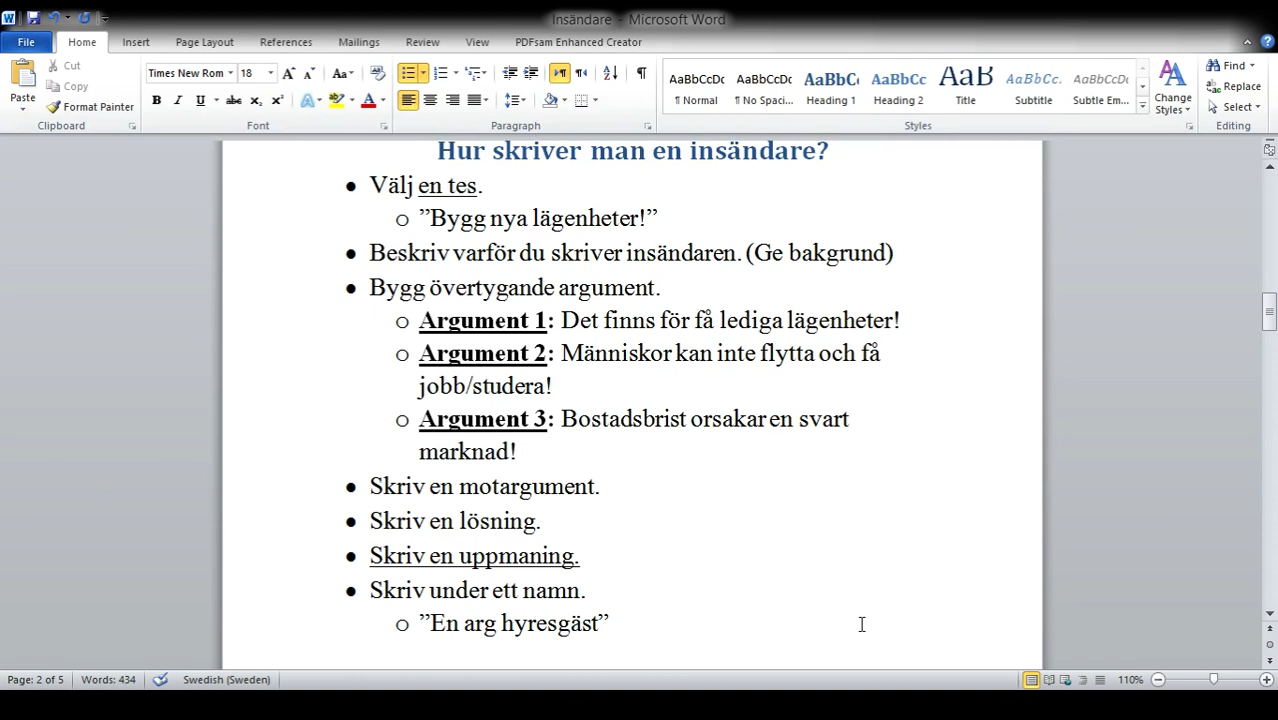 Insändare - Microsoft Word
File Home Insert Page Layout References Mailings Review View PDFsam Enhanced Creator
Paste
Cut
Copy
Format Painter
Clipboard
Times New Rom 18
Font
Paragraph
AaBbCcDc AaBbCcDc AaBbC AaBbCc AaB AaBbCc. AaBbCcDc
¶ Normal ¶ No Spaci... Heading 1 Heading 2 Title Subtitle Subtle Em...
Change Styles
Styles
Find
Replace
Select
Editing
Hur skriver man en insändare?
• Välj en tes.
o ”Bygg nya lägenheter!”
• Beskriv varför du skriver insändaren. (Ge bakgrund)
• Bygg övertygande argument.
o Argument 1: Det finns för få lediga lägenheter!
o Argument 2: Människor kan inte flytta och få
jobb/studera!
o Argument 3: Bostadsbrist orsakar en svart
marknad!
• Skriv en motargument.
• Skriv en lösning.
• Skriv en uppmaning.
• Skriv under ett namn.
o ”En arg hyresgäst”
Page: 2 of 5 Words: 434 Swedish (Sweden) 110%